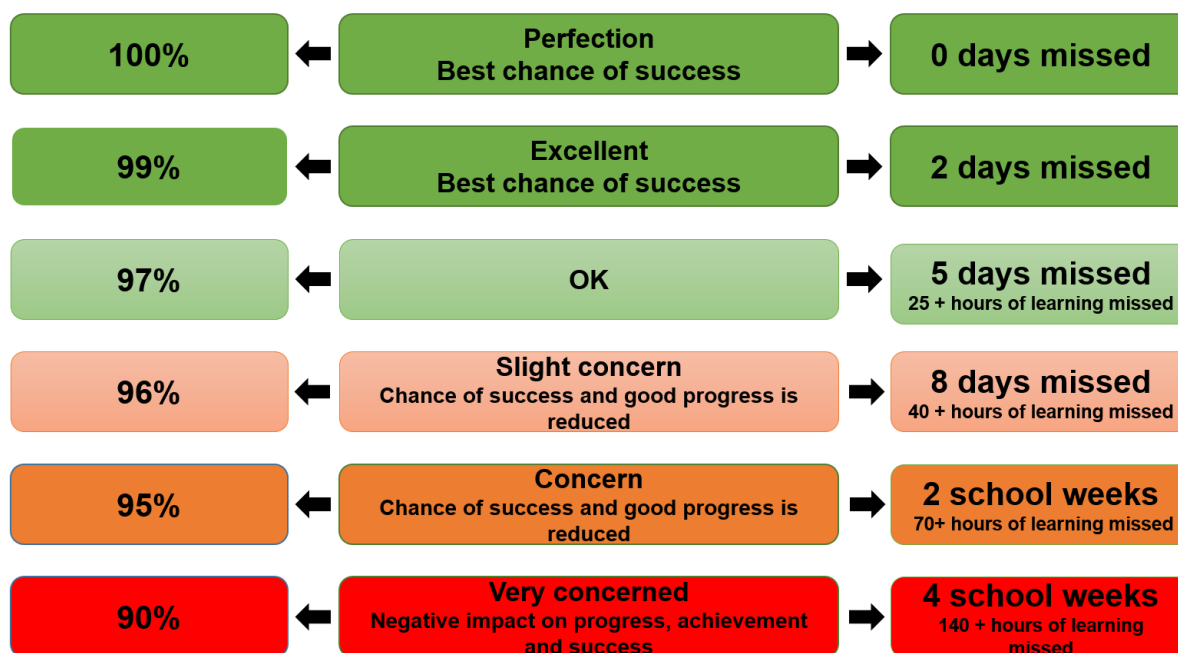 100%
Perfection
Best chance of success
0 days missed
99%
Excellent
Best chance of success
2 days missed
97%
OK
5 days missed
25 + hours of learning missed
96%
Slight concern
Chance of success and good progress is
reduced
8 days missed
40 + hours of learning missed
95%
Concern
Chance of success and good progress is
reduced
2 school weeks
70+ hours of learning missed
90%
Very concerned
Negative impact on progress, achievement
and success
4 school weeks
140 + hours of learning
missed